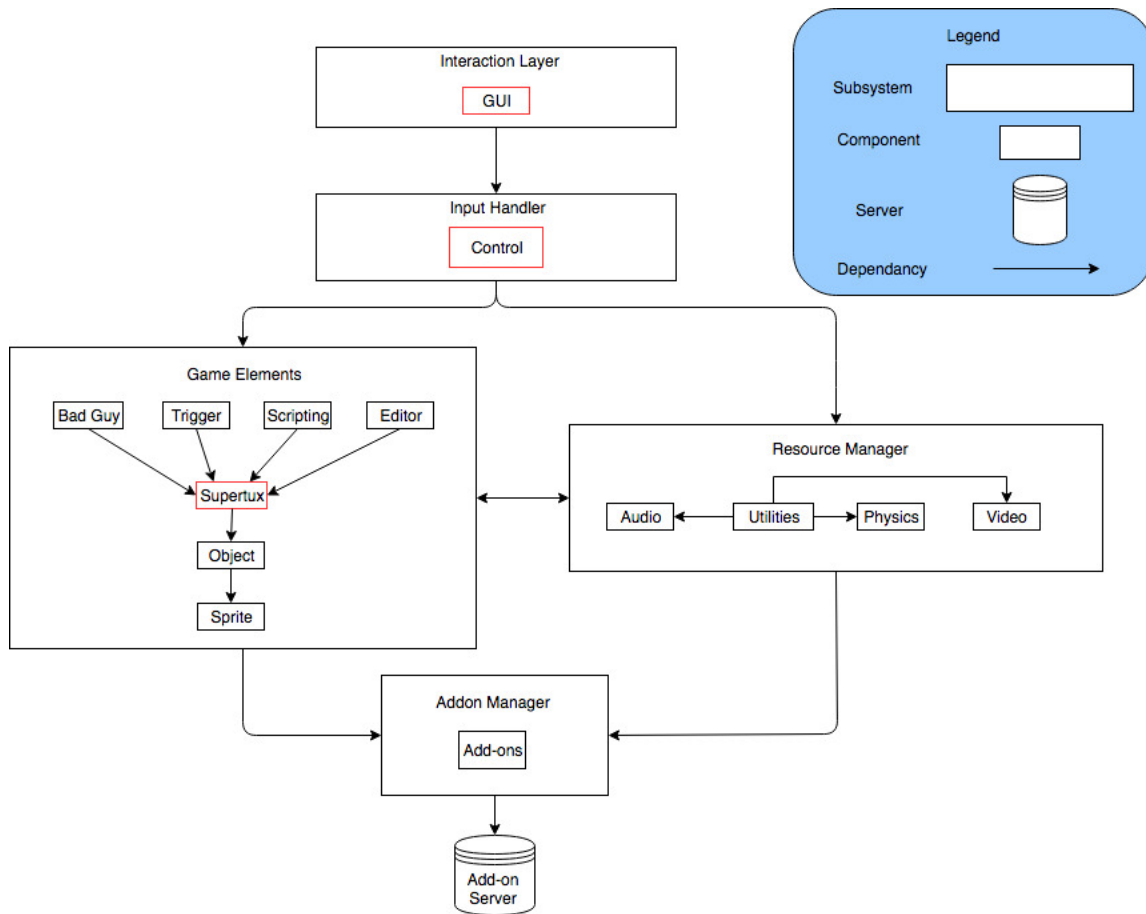 Legend
Subsystem
Component
Server
Dependancy
Interaction Layer
GUI
Input Handler
Control
Game Elements
Bad Guy
Trigger
Scripting
Editor
Supertux
Object
Sprite
Resource Manager
Audio
Utilities
Physics
Video
Addon Manager
Add-ons
Add-on
Server